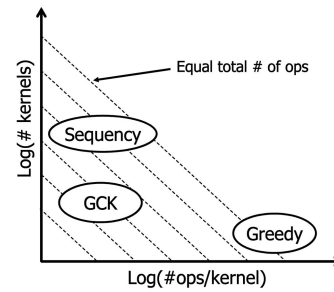 Equal total # of ops
Log(# kernels)
Sequency
GCK
Greedy
Log(#ops/kernel)